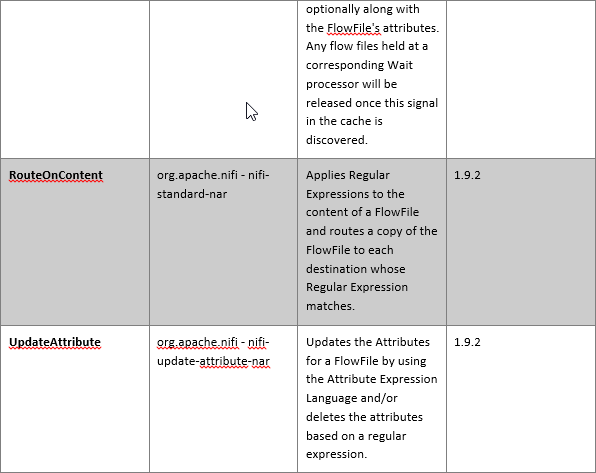 optionally along with
the FlowFile's attributes.
Any flow files held at a
corresponding Wait
processor will be
released once this signal
in the cache is
discovered.
RouteOnContent
org.apache.nifi - nifi-
standard-nar
Applies Regular
Expressions to the
content of a FlowFile
and routes a copy of the
FlowFile to each
destination whose
Regular Expression
matches.
1.9.2
UpdateAttribute
org.apache.nifi - nifi-
update-attribute-nar
Updates the Attributes
for a FlowFile by using
the Attribute Expression
Language and/or
deletes the attributes
based on a regular
expression.
1.9.2